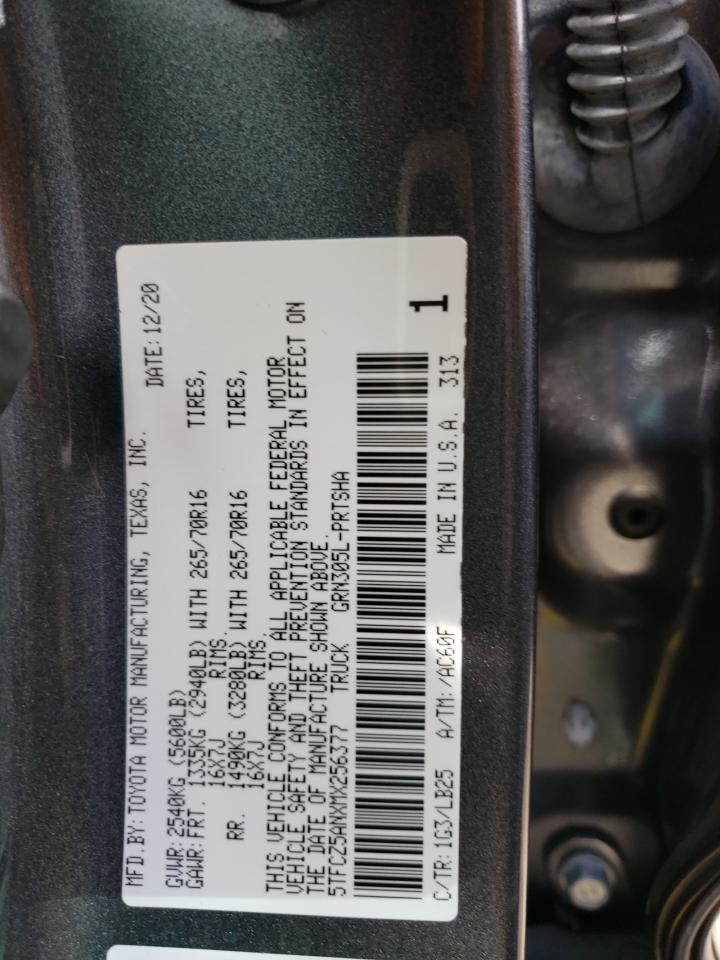 MFD.BY: TOYOTA MOTOR MANUFACTURING, TEXAS, INC.
DATE: 12/20
GVWR: 2540KG (5600LB)
GAWR: FRT. 1335KG (2940LB) WITH 265/70R16 TIRES,
16X7J RIMS.
RR. 1490KG (3280LB) WITH 265/70R16 TIRES,
16X7J RIMS.
THIS VEHICLE CONFORMS TO ALL APPLICABLE FEDERAL MOTOR
VEHICLE SAFETY AND THEFT PREVENTION STANDARDS IN EFFECT ON
THE DATE OF MANUFACTURE SHOWN ABOVE.
5TFCZ5ANXMX256377 TRUCK GRN305L-PRTSHA
C/TR: 1G3/LB25 A/TM: /AC60F MADE IN U.S.A. 313 1